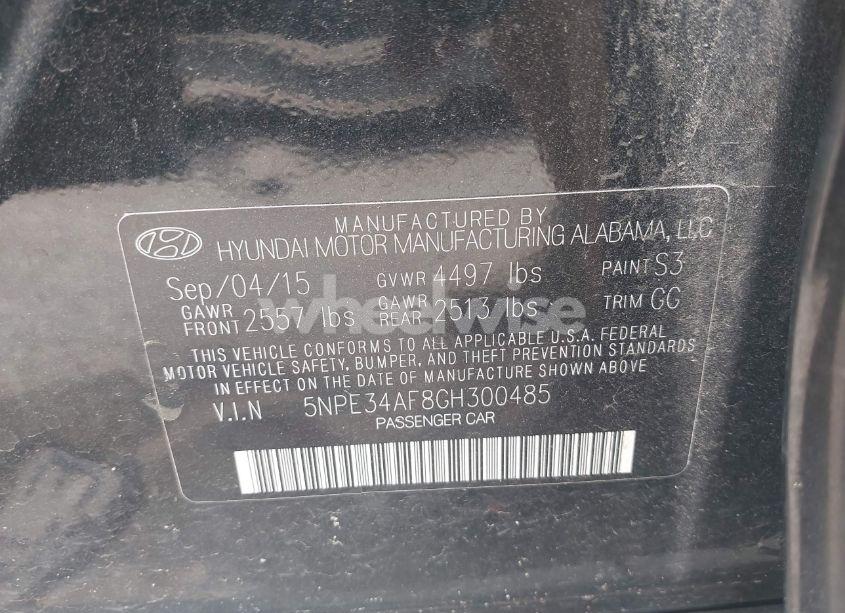 MANUFACTURED BY
HYUNDAI MOTOR MANUFACTURING ALABAMA, LLC
Sep/04/15 GVWR 4497 lbs PAINT S3
GAWR FRONT 2557 lbs GAWR REAR 2513 lbs TRIM GG
wheelwise
THIS VEHICLE CONFORMS TO ALL APPLICABLE U.S.A. FEDERAL
MOTOR VEHICLE SAFETY, BUMPER, AND THEFT PREVENTION STANDARDS
IN EFFECT ON THE DATE OF MANUFACTURE SHOWN ABOVE
V.I.N 5NPE34AF8GH300485
PASSENGER CAR